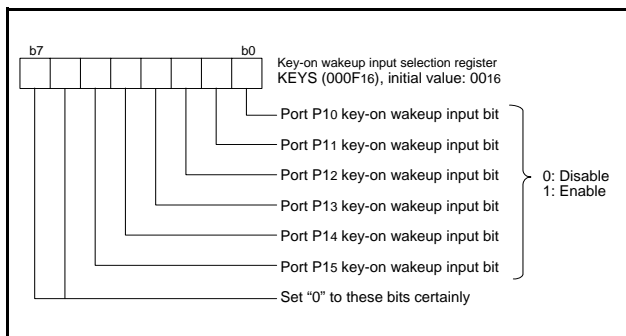 b7 b0
Key-on wakeup input selection register
KEYS (000F16), initial value: 0016
Port P10 key-on wakeup input bit
Port P11 key-on wakeup input bit
Port P12 key-on wakeup input bit
Port P13 key-on wakeup input bit
Port P14 key-on wakeup input bit
Port P15 key-on wakeup input bit
0: Disable
1: Enable
Set “0” to these bits certainly